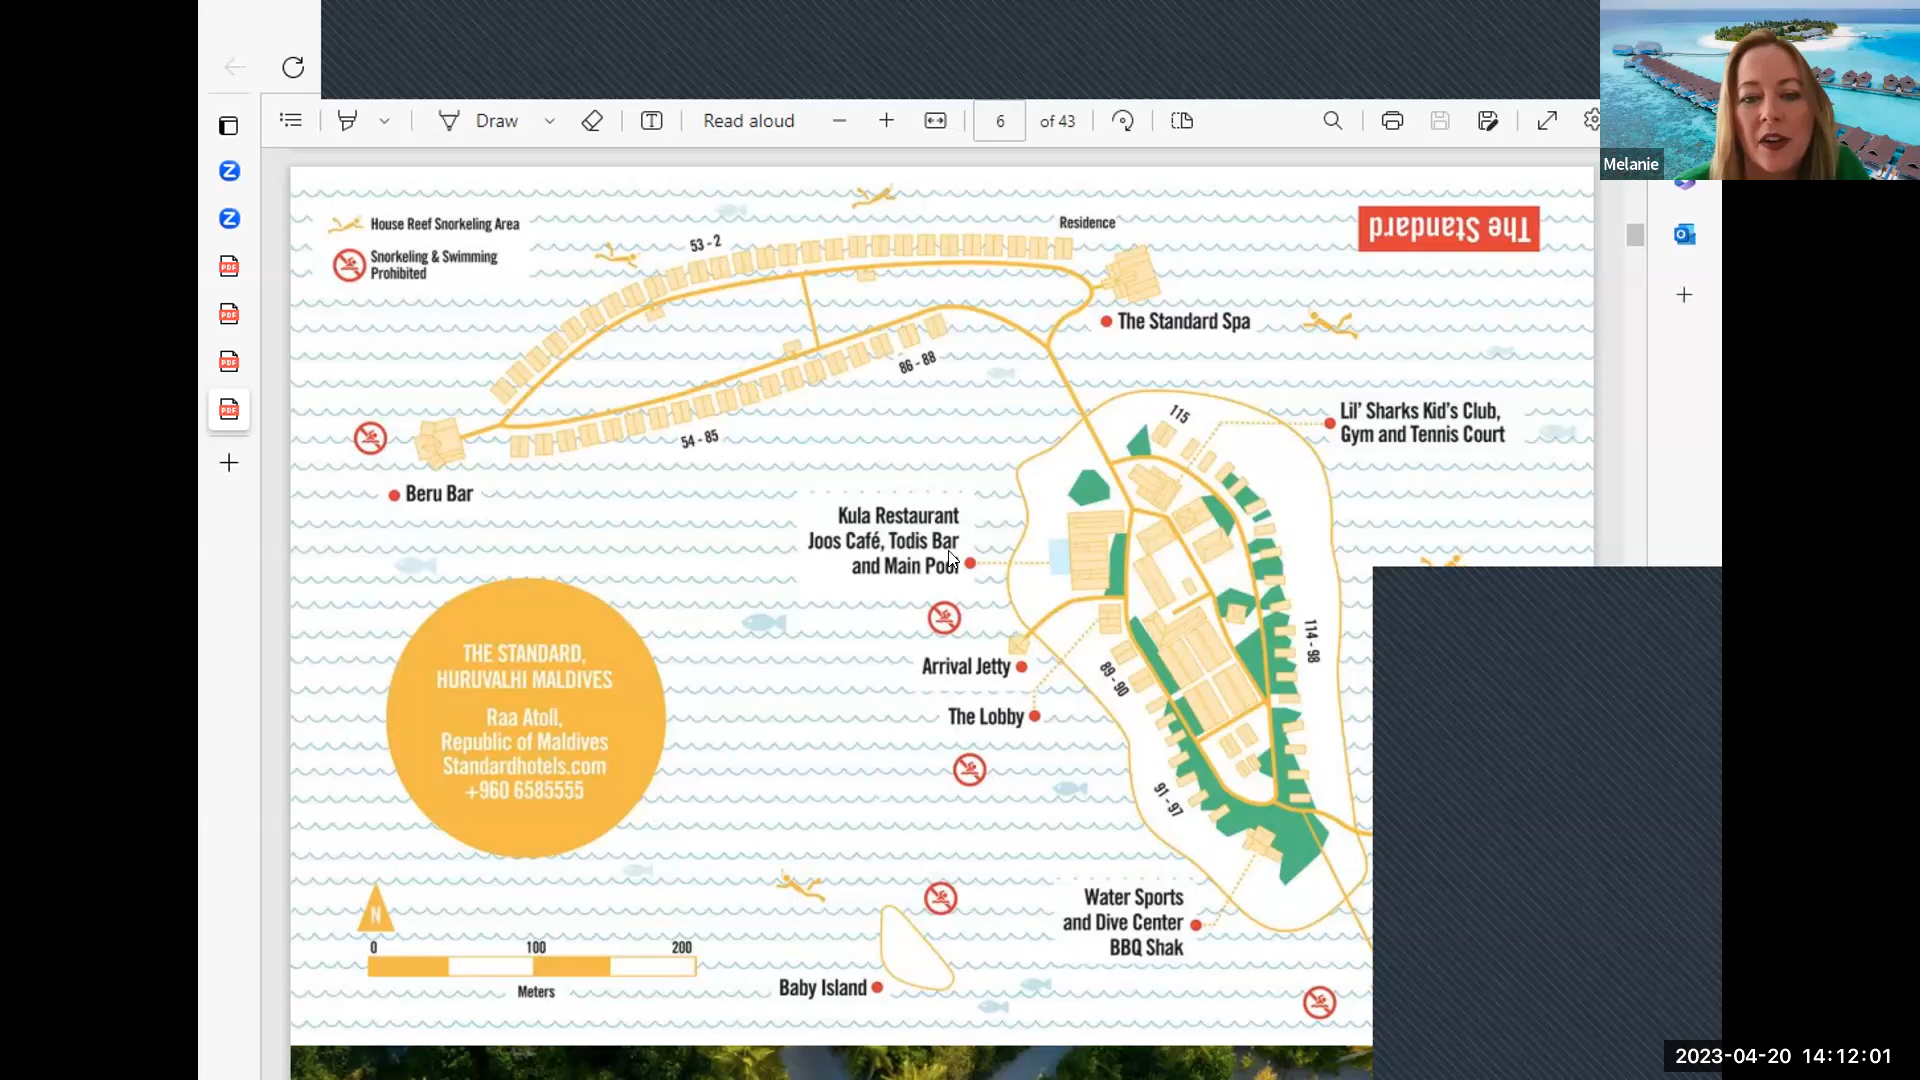 Draw
Read aloud
6
of 43
Melanie
House Reef Snorkeling Area
Snorkeling & Swimming
Prohibited
53 - 2
Residence
The Standard
The Standard Spa
86 - 88
54 - 85
115
Lil' Sharks Kid's Club,
Gym and Tennis Court
Beru Bar
Kula Restaurant
Joos Café, Todis Bar
and Main Pool
Arrival Jetty
The Lobby
89 - 90
114 - 98
91 - 97
THE STANDARD,
HURUVALHI MALDIVES
Raa Atoll,
Republic of Maldives
Standardhotels.com
+960 6585555
N
0 100 200
Meters
Water Sports
and Dive Center
BBQ Shak
Baby Island
2023-04-20 14:12:01